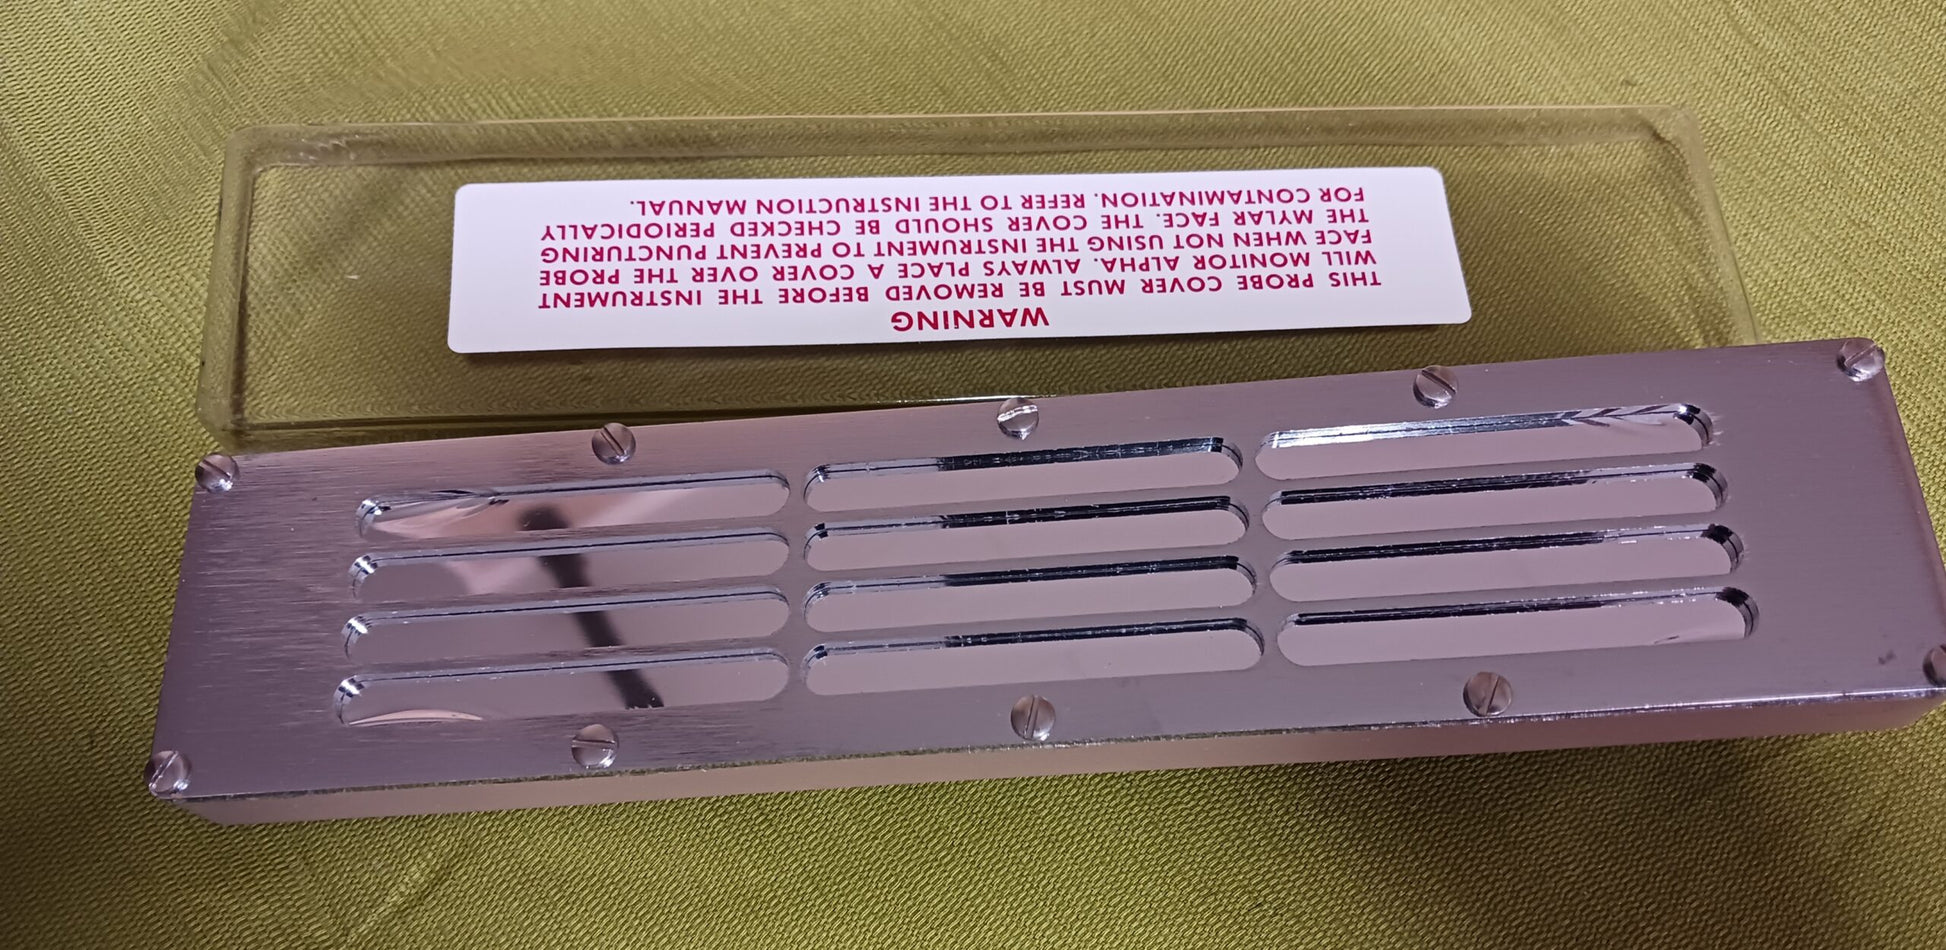 WARNING
THIS PROBE COVER MUST BE REMOVED BEFORE THE INSTRUMENT
WILL MONITOR ALPHA. ALWAYS PLACE A COVER OVER THE PROBE
FACE WHEN NOT USING THE INSTRUMENT TO PREVENT PUNCTURING
THE MYLAR FACE. THE COVER SHOULD BE CHECKED PERIODICALLY
FOR CONTAMINATION. REFER TO THE INSTRUCTION MANUAL.